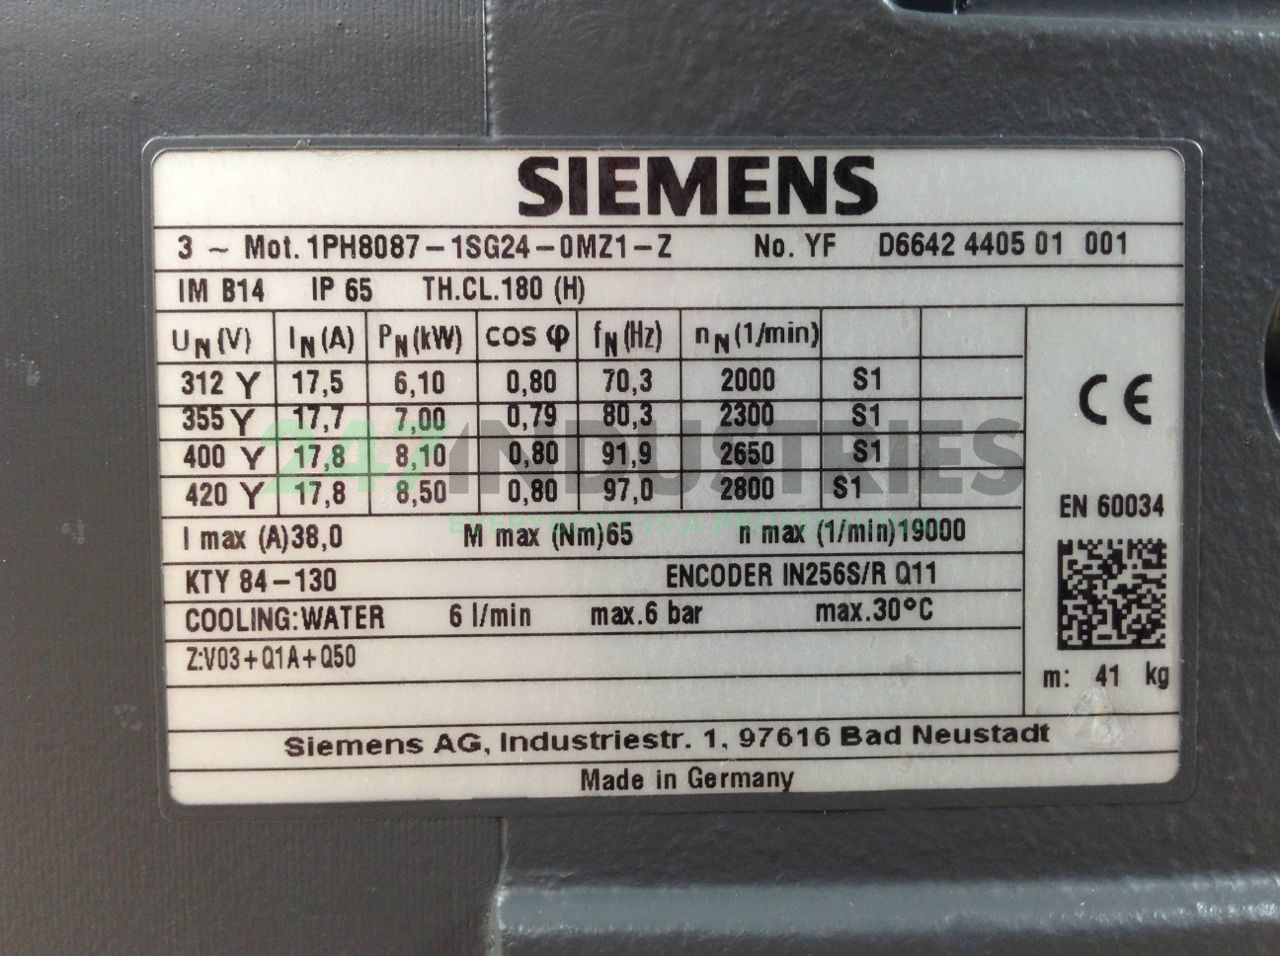 SIEMENS
3 ~ Mot. 1PH8087-1SG24-0MZ1-Z No. YF D6642 4405 01 001
IM B14 IP 65 TH.CL.180 (H)
UN (V) IN (A) PN (kW) cos φ fN (Hz) nN (1/min)
312 Y 17,5 6,10 0,80 70,3 2000 S1
355 Y 17,7 7,00 0,79 80,3 2300 S1
400 Y 17,8 8,10 0,80 91,9 2650 S1
420 Y 17,8 8,50 0,80 97,0 2800 S1
I max (A)38,0 M max (Nm)65 n max (1/min)19000
KTY 84-130 ENCODER IN256S/R Q11
COOLING:WATER 6 l/min max.6 bar max.30°C
Z:V03+Q1A+Q50
CE
EN 60034
m: 41 kg
Siemens AG, Industriestr. 1, 97616 Bad Neustadt
Made in Germany
247INDUSTRIES